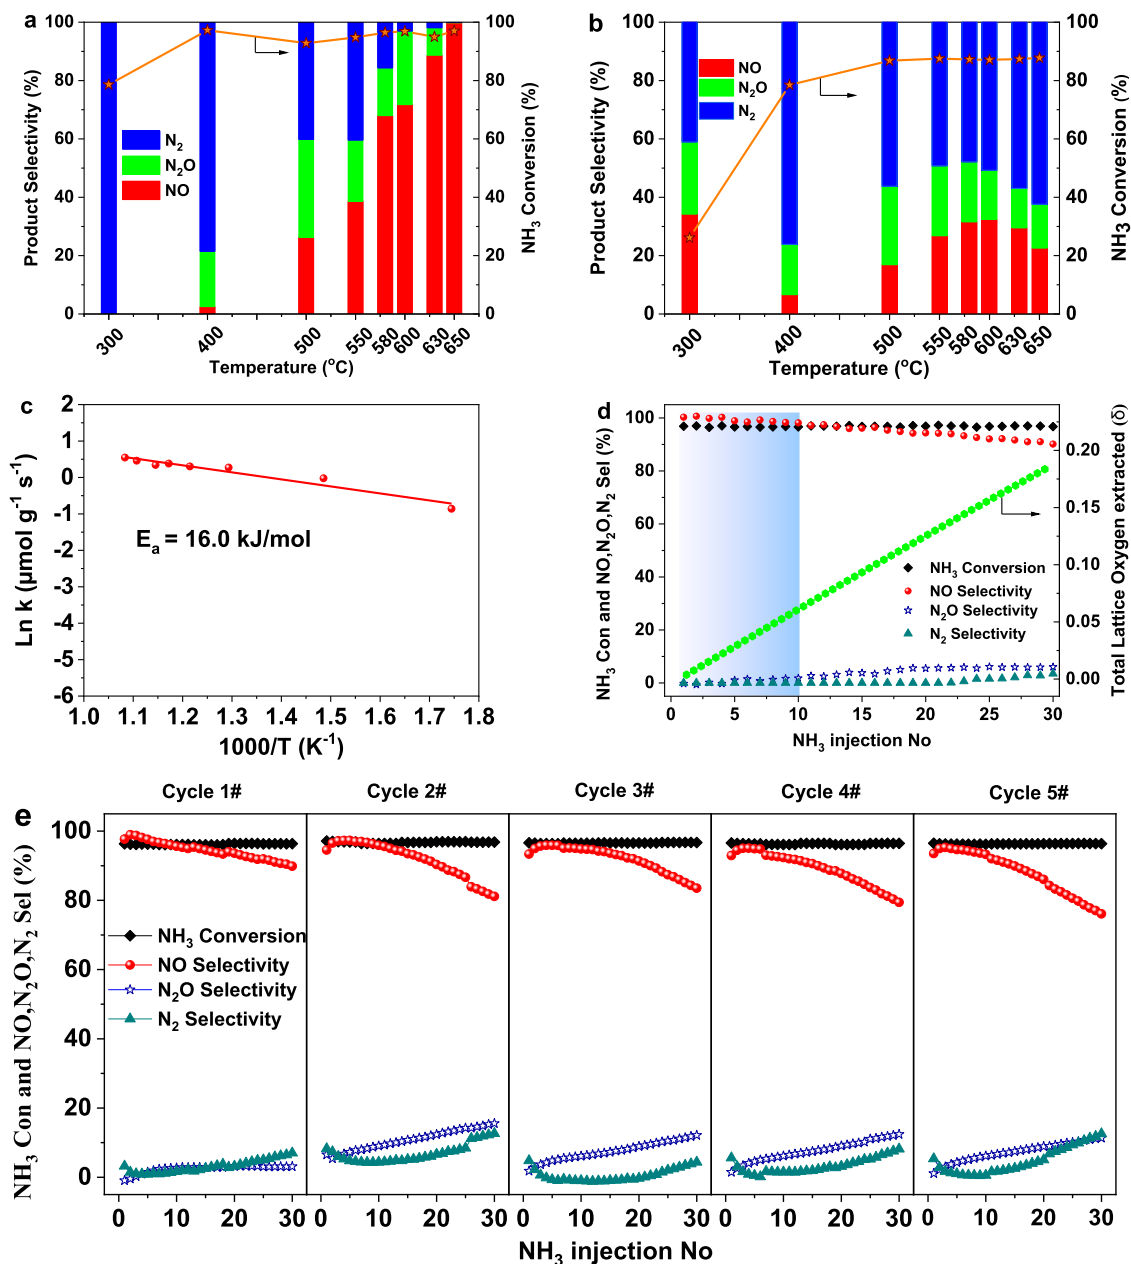 a
Product Selectivity (%)
100
80
60
40
20
0
N₂
N₂O
NO
100
80
60
40
20
0
NH₃ Conversion (%)
300
400
500
550
580
600
630
650
Temperature (°C)
b
Product Selectivity (%)
100
80
60
40
20
0
NO
N₂O
N₂
100
80
60
40
20
0
NH3 Conversion (%)
300
400
500
550
580
600
630
650
Temperature (°C)
c
Ln k (μmol g⁻¹ s⁻¹)
2
1
0
-1
-2
-3
-4
-5
-6
Eₐ = 16.0 kJ/mol
1.0 1.1 1.2 1.3 1.4 1.5 1.6 1.7 1.8
1000/T (K⁻¹)
d
NH₃ Con and NO,N₂O,N₂ Sel (%)
100
80
60
40
20
0
NH₃ Conversion
NO Selectivity
N₂O Selectivity
N₂ Selectivity
0.20
0.15
0.10
0.05
0.00
Total Lattice Oxygen extracted (δ)
0 5 10 15 20 25 30
NH₃ injection No
e
Cycle 1# Cycle 2# Cycle 3# Cycle 4# Cycle 5#
NH₃ Con and NO,N₂O,N₂ Sel (%)
100
80
60
40
20
0
NH₃ Conversion
NO Selectivity
N₂O Selectivity
N₂ Selectivity
0 10 20 30 0 10 20 30 0 10 20 30 0 10 20 30 0 10 20 30
NH₃ injection No